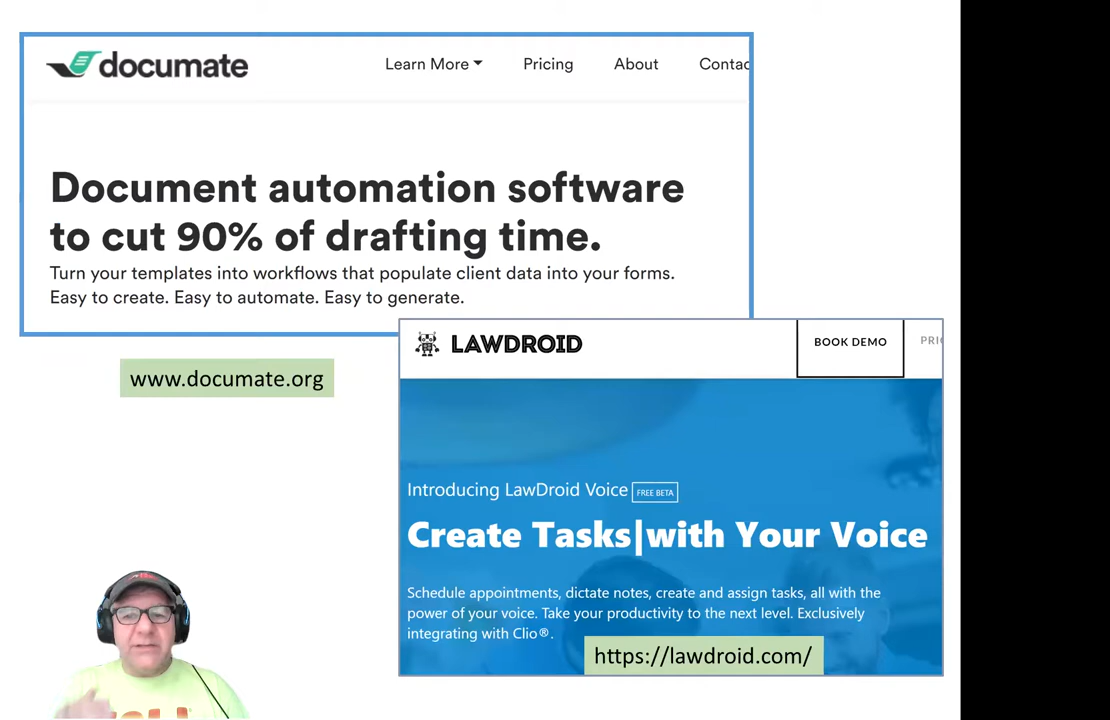 documate
Learn More Pricing About Contac
Document automation software
to cut 90% of drafting time.
Turn your templates into workflows that populate client data into your forms.
Easy to create. Easy to automate. Easy to generate.
www.documate.org
LAWDROID
BOOK DEMO
Introducing LawDroid Voice FREE BETA
Create Tasks|with Your Voice
Schedule appointments, dictate notes, create and assign tasks, all with the
power of your voice. Take your productivity to the next level. Exclusively
integrating with Clio®.
https://lawdroid.com/